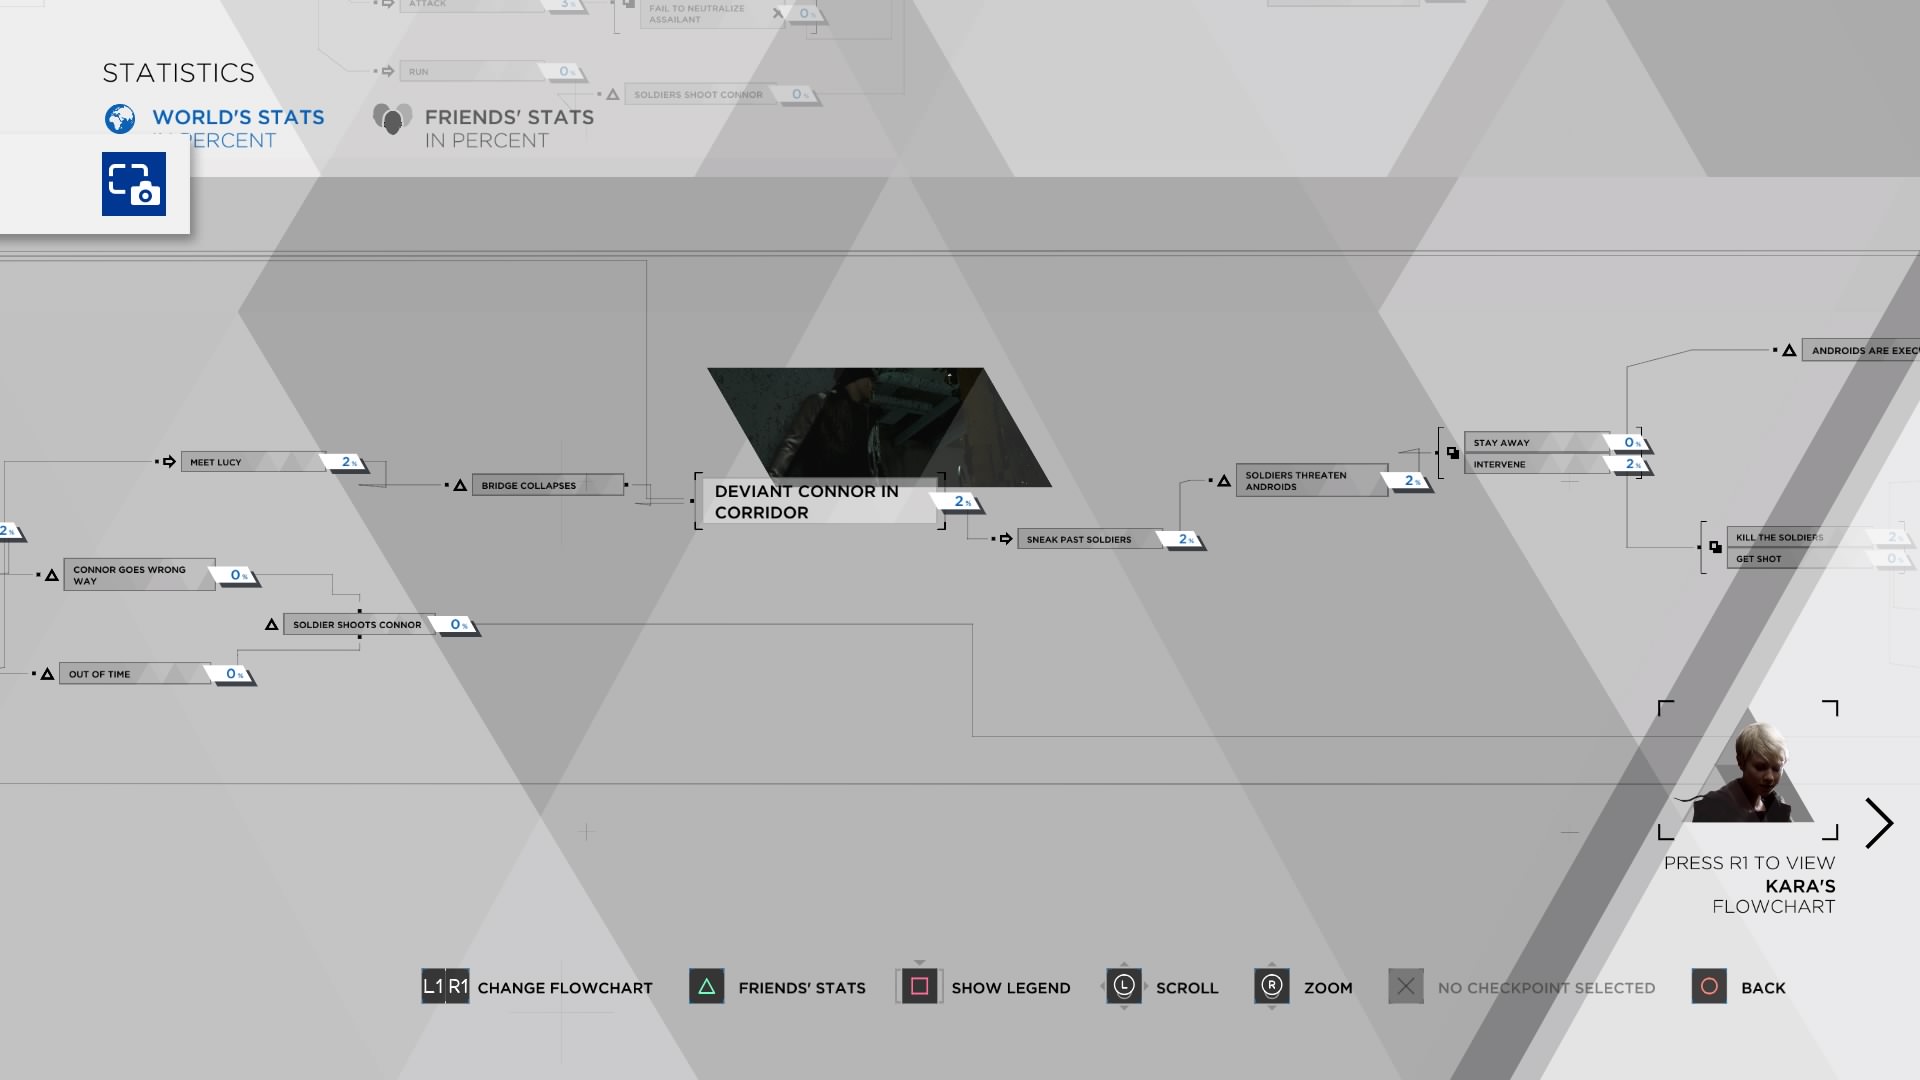 ATTACK
3%
FAIL TO NEUTRALIZE
ASSAILANT
0%
STATISTICS
RUN
0%
SOLDIERS SHOOT CONNOR
0%
WORLD'S STATS
PERCENT
FRIENDS' STATS
IN PERCENT
ANDROIDS ARE EXEC
STAY AWAY
0%
INTERVENE
2%
MEET LUCY
2%
BRIDGE COLLAPSES
DEVIANT CONNOR IN
CORRIDOR
2%
SOLDIERS THREATEN
ANDROIDS
2%
2%
SNEAK PAST SOLDIERS
2%
KILL THE SOLDIERS
2%
GET SHOT
0%
CONNOR GOES WRONG
WAY
0%
SOLDIER SHOOTS CONNOR
0%
OUT OF TIME
0%
PRESS R1 TO VIEW
KARA'S
FLOWCHART
L1 R1 CHANGE FLOWCHART
FRIENDS' STATS
SHOW LEGEND
L SCROLL
R ZOOM
NO CHECKPOINT SELECTED
BACK